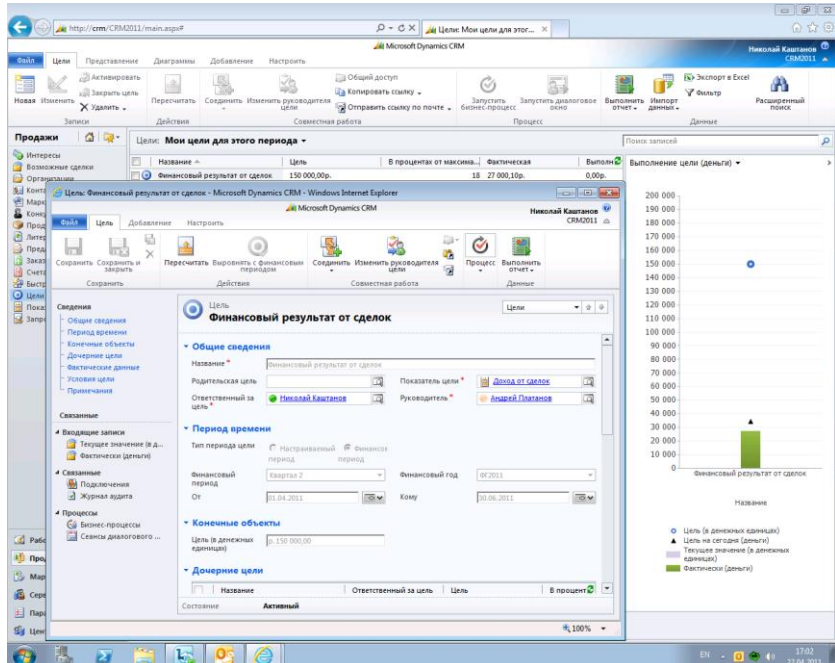 http://crm/CRM2011/main.aspx#
Цели: Мои цели для этог...
Microsoft Dynamics CRM
Николай Каштанов
CRM2011
Файл Цели Представление Диаграммы Добавление Настроить
Новая Изменить
Активировать
Закрыть цель
Удалить
Записи
Пересчитать
Действия
Соединить Изменить руководителя цели
Общий доступ
Копировать ссылку
Отправить ссылку по почте
Совместная работа
Запустить бизнес-процесс
Запустить диалоговое окно
Процесс
Выполнить отчет
Импорт данных
Экспорт в Excel
Фильтр
Расширенный поиск
Данные
Продажи
Цели: Мои цели для этого периода
Поиск записей
Интересы
Возможные сделки
Организации
Цели
Название Цель В процентах от максима... Фактическая Выполн
Финансовый результат от сделок 150 000,00р. 18 27 000,10р. 0,00р.
Выполнение цели (деньги)
200 000
190 000
180 000
170 000
160 000
150 000
140 000
130 000
120 000
110 000
100 000
90 000
80 000
70 000
60 000
50 000
40 000
30 000
20 000
10 000
0
Финансовый результат от сделок
Название
Цель (в денежных единицах)
Цель на сегодня (деньги)
Текущее значение (в денежных
единицах)
Фактически (деньги)
Цель: Финансовый результат от сделок - Microsoft Dynamics CRM - Windows Internet Explorer
Microsoft Dynamics CRM
Николай Каштанов
CRM2011
Файл Цель Добавление Настроить
Сохранить Сохранить и закрыть
Сохранить
Пересчитать Выровнять с финансовым периодом
Действия
Соединить Изменить руководителя цели
Совместная работа
Процесс Выполнить отчет
Данные
Сведения
Общие сведения
Период времени
Конечные объекты
Дочерние цели
Фактические данные
Условия цели
Примечания
Связанные
Входящие записи
Текущее значение (в д...
Фактически (деньги)
Связанные
Подключения
Журнал аудита
Процессы
Бизнес-процессы
Сеансы диалогового ...
Цель
Финансовый результат от сделок
Цели
Общие сведения
Название * Финансовый результат от сделок
Родительская цель
Показатель цели * Доход от сделок
Ответственный за цель * Николай Каштанов
Руководитель * Андрей Платанов
Период времени
Тип периода цели
Настраиваемый период
Финансов период
Финансовый период Квартал 2
Финансовый год ФГ2011
От 01.04.2011
Кому 30.06.2011
Конечные объекты
Цель (в денежных единицах) р. 150 000,00
Дочерние цели
Название Ответственный за цель Цель В процент
Состояние Активный
100%
EN
17:02
22.04.2011